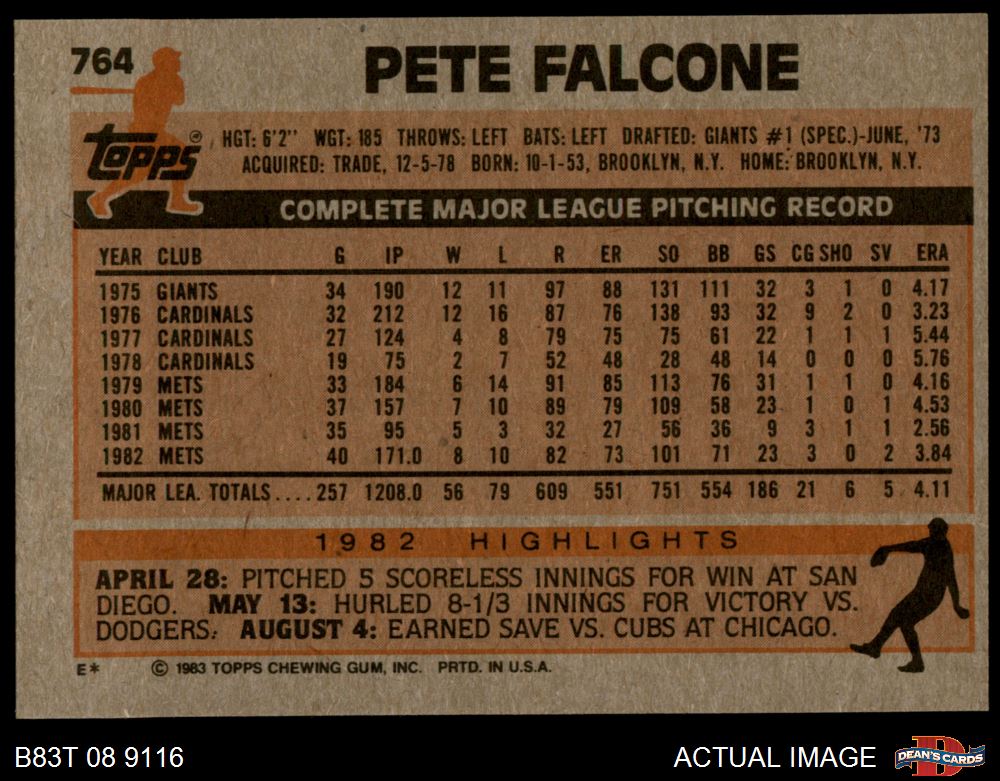 764
PETE FALCONE
topps ®
HGT: 6'2" WGT: 185 THROWS: LEFT BATS: LEFT DRAFTED: GIANTS #1 (SPEC.)-JUNE, '73
ACQUIRED: TRADE, 12-5-78 BORN: 10-1-53, BROOKLYN, N.Y. HOME: BROOKLYN, N.Y.
COMPLETE MAJOR LEAGUE PITCHING RECORD
YEAR CLUB G IP W L R ER SO BB GS CG SHO SV ERA
1975 GIANTS 34 190 12 11 97 88 131 111 32 3 1 0 4.17
1976 CARDINALS 32 212 12 16 87 76 138 93 32 9 2 0 3.23
1977 CARDINALS 27 124 4 8 79 75 75 61 22 1 1 1 5.44
1978 CARDINALS 19 75 2 7 52 48 28 48 14 0 0 0 5.76
1979 METS 33 184 6 14 91 85 113 76 31 1 1 0 4.16
1980 METS 37 157 7 10 89 79 109 58 23 1 0 1 4.53
1981 METS 35 95 5 3 32 27 56 36 9 3 1 1 2.56
1982 METS 40 171.0 8 10 82 73 101 71 23 3 0 2 3.84
MAJOR LEA. TOTALS.... 257 1208.0 56 79 609 551 751 554 186 21 6 5 4.11
1982 HIGHLIGHTS
APRIL 28: PITCHED 5 SCORELESS INNINGS FOR WIN AT SAN
DIEGO. MAY 13: HURLED 8-1/3 INNINGS FOR VICTORY VS.
DODGERS. AUGUST 4: EARNED SAVE VS. CUBS AT CHICAGO.
E* © 1983 TOPPS CHEWING GUM, INC. PRTD. IN U.S.A.
B83T 08 9116
ACTUAL IMAGE
D
DEAN'S CARDS